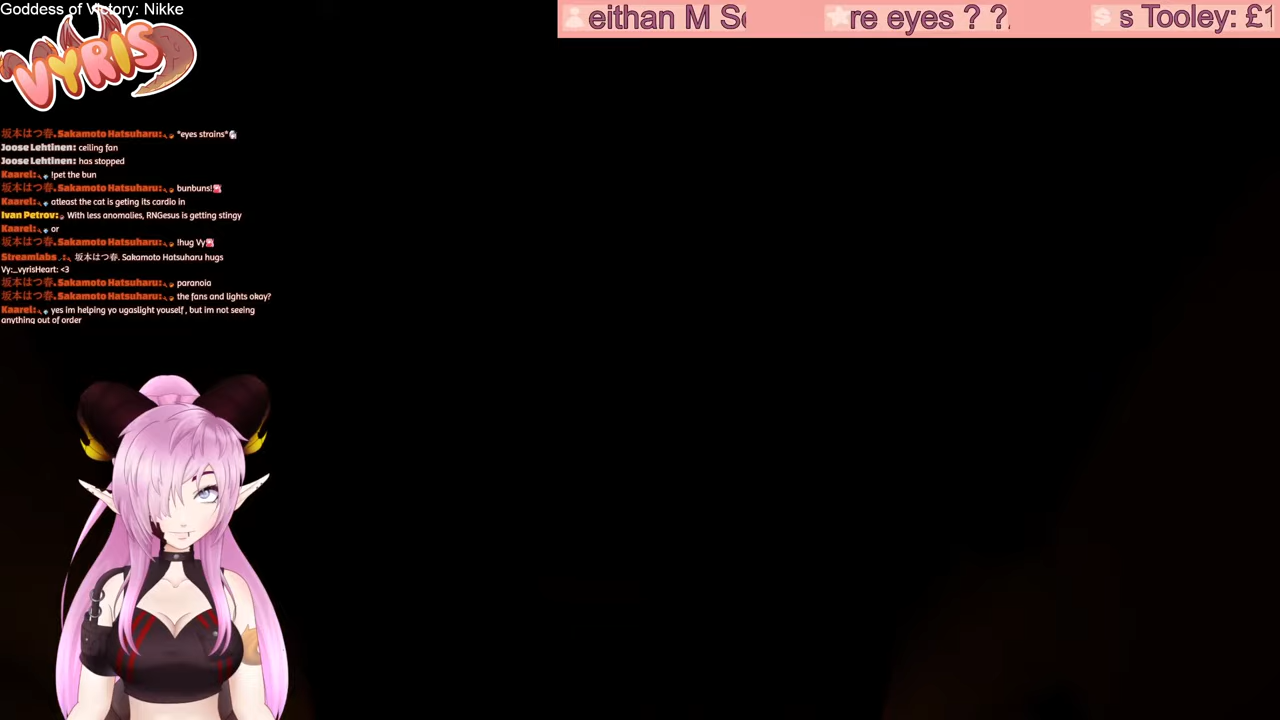 Goddess of Victory: Nikke
eithan M Sc
re eyes ? ?
s Tooley: £1
VYRIS
坂本はつ春. Sakamoto Hatsuharu: *eyes strains*
Joose Lehtinen: ceiling fan
Joose Lehtinen: has stopped
Kaarel: !pet the bun
坂本はつ春. Sakamoto Hatsuharu: bunbuns!
Kaarel: atleast the cat is geting its cardio in
Ivan Petrov: With less anomalies, RNGesus is getting stingy
Kaarel: or
坂本はつ春. Sakamoto Hatsuharu: !hug Vy
Streamlabs : 坂本はつ春. Sakamoto Hatsuharu hugs
Vy:_vyrisHeart: <3
坂本はつ春. Sakamoto Hatsuharu: paranoia
坂本はつ春. Sakamoto Hatsuharu: the fans and lights okay?
Kaarel: yes im helping yo ugaslight youself , but im not seeing
anything out of order